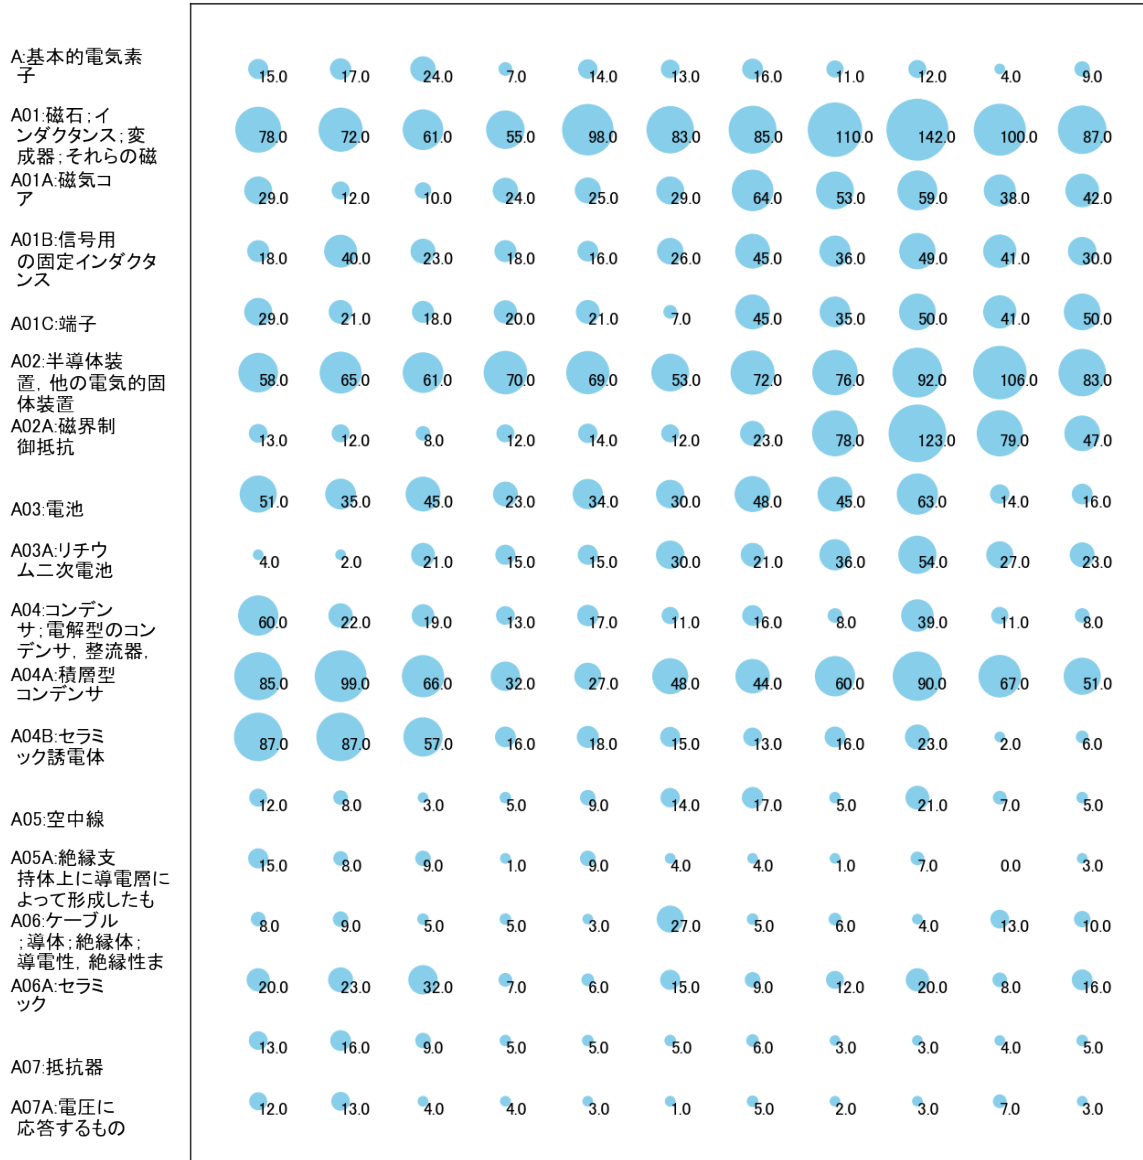 A:基本的電気素
子
15.0 17.0 24.0 7.0 14.0 13.0 16.0 11.0 12.0 4.0 9.0
A01:磁石;イ
ンダクタンス;変
成器;それらの磁
78.0 72.0 61.0 55.0 98.0 83.0 85.0 110.0 142.0 100.0 87.0
A01A:磁気コ
ア
29.0 12.0 10.0 24.0 25.0 29.0 64.0 53.0 59.0 38.0 42.0
A01B:信号用
の固定インダクタ
ンス
18.0 40.0 23.0 18.0 16.0 26.0 45.0 36.0 49.0 41.0 30.0
A01C:端子
29.0 21.0 18.0 20.0 21.0 7.0 45.0 35.0 50.0 41.0 50.0
A02:半導体装
置, 他の電気的固
体装置
58.0 65.0 61.0 70.0 69.0 53.0 72.0 76.0 92.0 106.0 83.0
A02A:磁界制
御抵抗
13.0 12.0 8.0 12.0 14.0 12.0 23.0 78.0 123.0 79.0 47.0
A03:電池
51.0 35.0 45.0 23.0 34.0 30.0 48.0 45.0 63.0 14.0 16.0
A03A:リチウ
ム二次電池
4.0 2.0 21.0 15.0 15.0 30.0 21.0 36.0 54.0 27.0 23.0
A04:コンデン
サ;電解型のコン
デンサ, 整流器,
60.0 22.0 19.0 13.0 17.0 11.0 16.0 8.0 39.0 11.0 8.0
A04A:積層型
コンデンサ
85.0 99.0 66.0 32.0 27.0 48.0 44.0 60.0 90.0 67.0 51.0
A04B:セラミ
ック誘電体
87.0 87.0 57.0 16.0 18.0 15.0 13.0 16.0 23.0 2.0 6.0
A05:空中線
12.0 8.0 3.0 5.0 9.0 14.0 17.0 5.0 21.0 7.0 5.0
A05A:絶縁支
持体上に導電層に
よって形成したも
15.0 8.0 9.0 1.0 9.0 4.0 4.0 1.0 7.0 0.0 3.0
A06:ケーブル
;導体;絶縁体;
導電性, 絶縁性ま
8.0 9.0 5.0 5.0 3.0 27.0 5.0 6.0 4.0 13.0 10.0
A06A:セラミ
ック
20.0 23.0 32.0 7.0 6.0 15.0 9.0 12.0 20.0 8.0 16.0
A07:抵抗器
13.0 16.0 9.0 5.0 5.0 5.0 6.0 3.0 3.0 4.0 5.0
A07A:電圧に
応答するもの
12.0 13.0 4.0 4.0 3.0 1.0 5.0 2.0 3.0 7.0 3.0